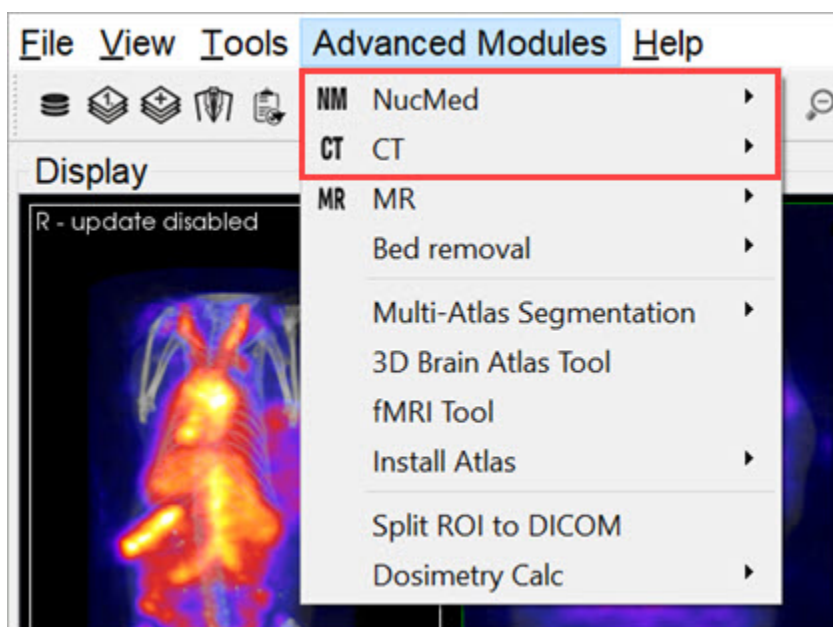 File View Tools Advanced Modules Help
NM NucMed
CT CT
Display
MR MR
R - update disabled
Bed removal
Multi-Atlas Segmentation
3D Brain Atlas Tool
fMRI Tool
Install Atlas
Split ROI to DICOM
Dosimetry Calc